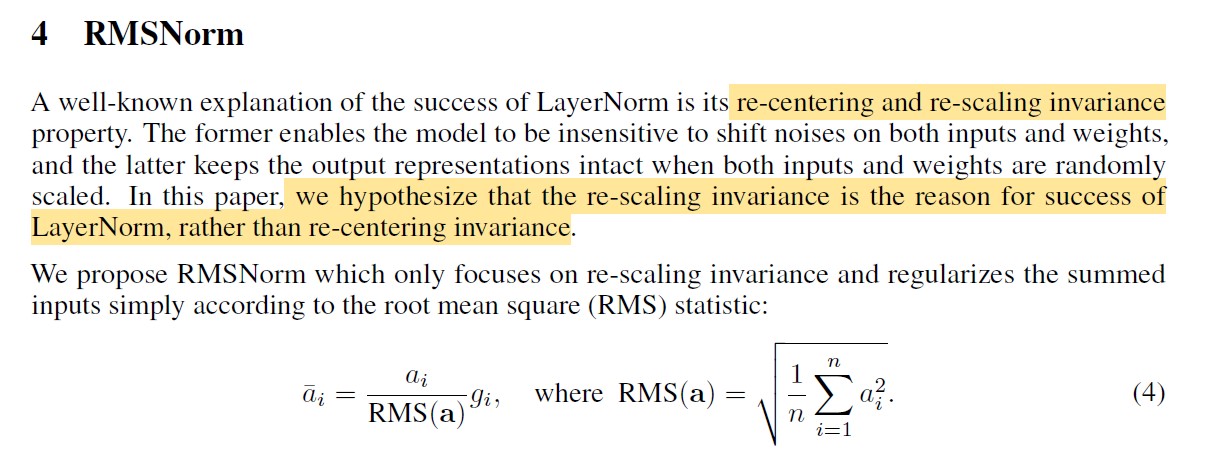 4 RMSNorm
A well-known explanation of the success of LayerNorm is its re-centering and re-scaling invariance
property. The former enables the model to be insensitive to shift noises on both inputs and weights,
and the latter keeps the output representations intact when both inputs and weights are randomly
scaled. In this paper, we hypothesize that the re-scaling invariance is the reason for success of
LayerNorm, rather than re-centering invariance.
We propose RMSNorm which only focuses on re-scaling invariance and regularizes the summed
inputs simply according to the root mean square (RMS) statistic:
$\bar{a}_i = \frac{a_i}{\text{RMS}(\mathbf{a})} g_i, \quad \text{where } \text{RMS}(\mathbf{a}) = \sqrt{\frac{1}{n} \sum_{i=1}^{n} a_i^2}.$ (4)